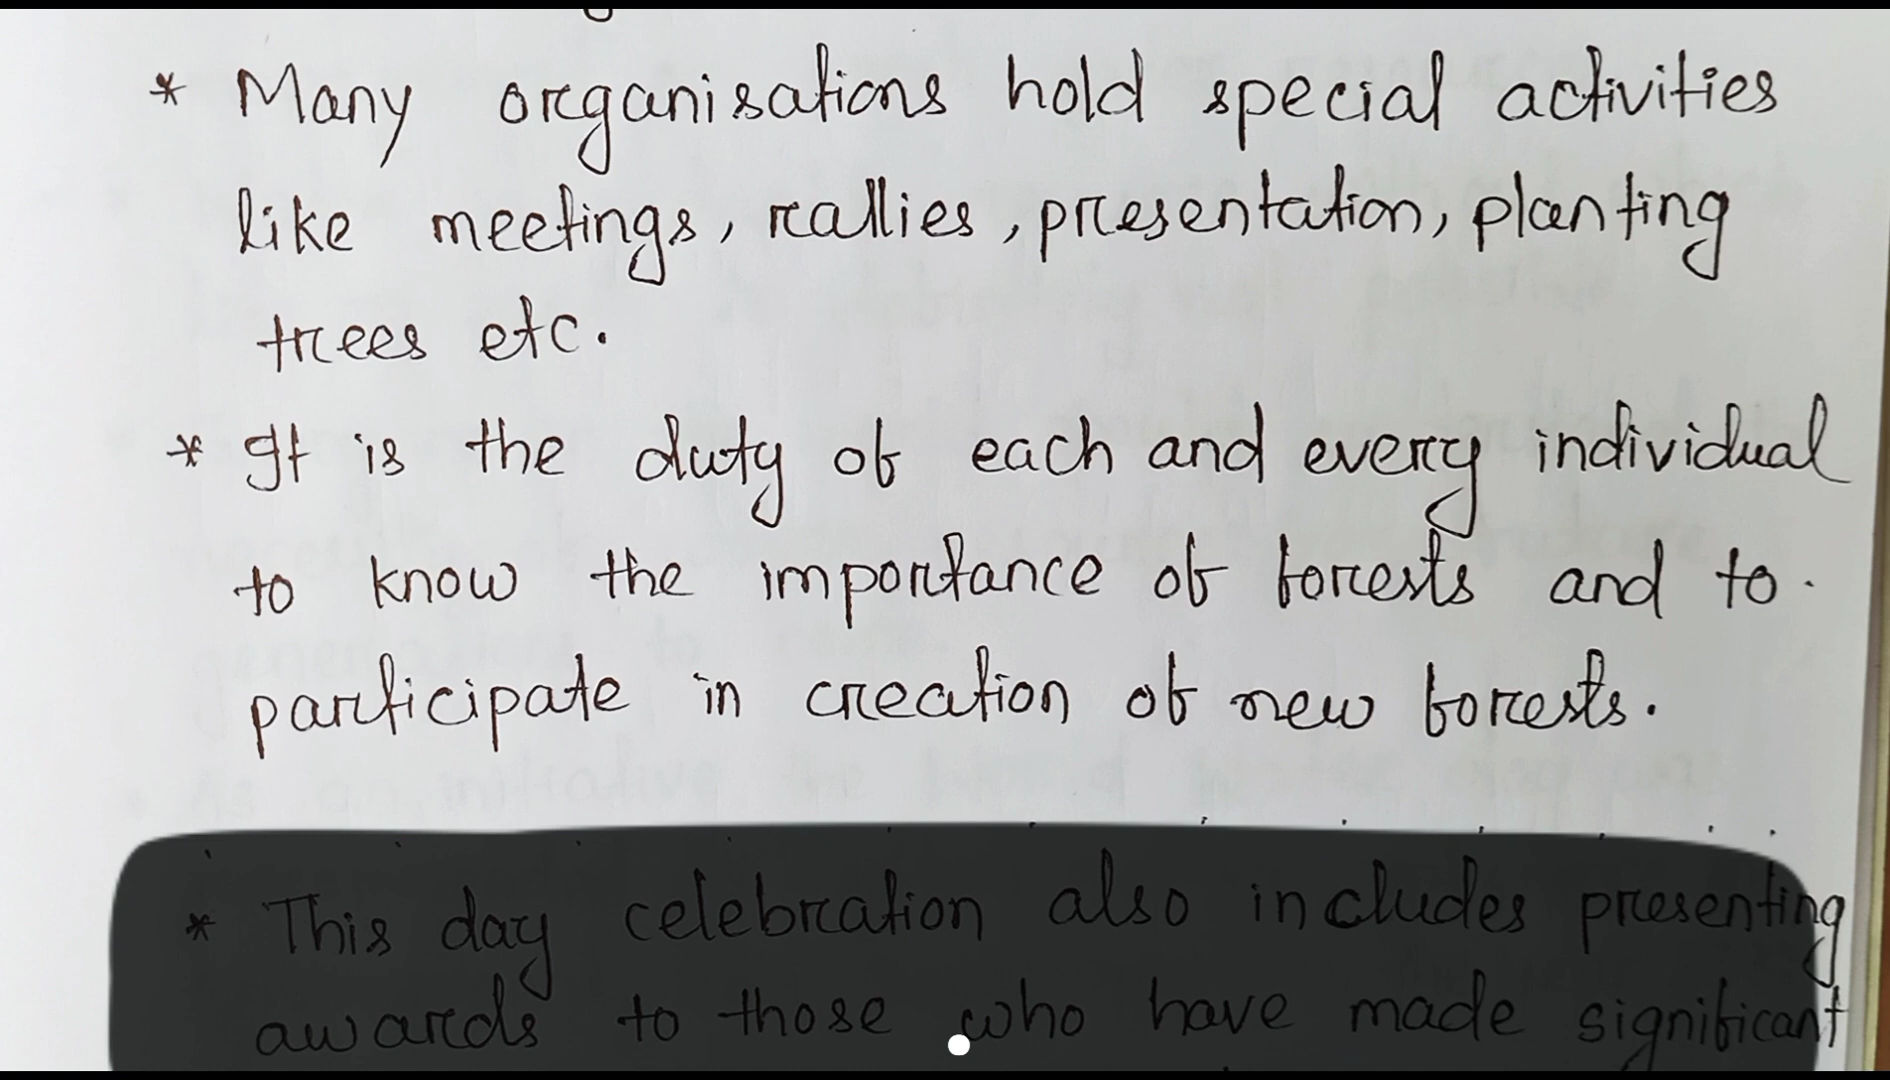 * Many organisations hold special activities
like meetings, rallies, presentation, planting
trees etc.
* It is the duty of each and every individual
to know the importance of forests and to
participate in creation of new forests.
* This day celebration also includes presenting
awards to those who have made significant